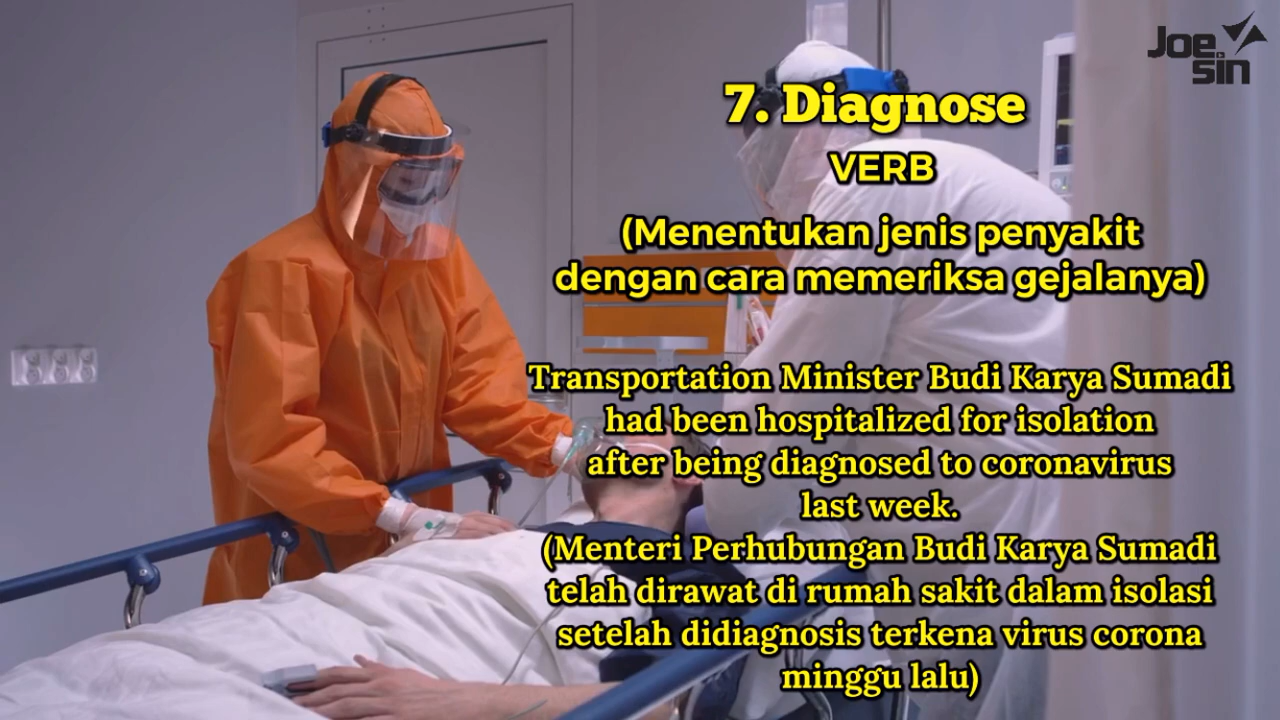 Joe
sin
7. Diagnose
VERB
(Menentukan jenis penyakit
dengan cara memeriksa gejalanya)
Transportation Minister Budi Karya Sumadi
had been hospitalized for isolation
after being diagnosed to coronavirus
last week.
(Menteri Perhubungan Budi Karya Sumadi
telah dirawat di rumah sakit dalam isolasi
setelah didiagnosis terkena virus corona
minggu lalu)